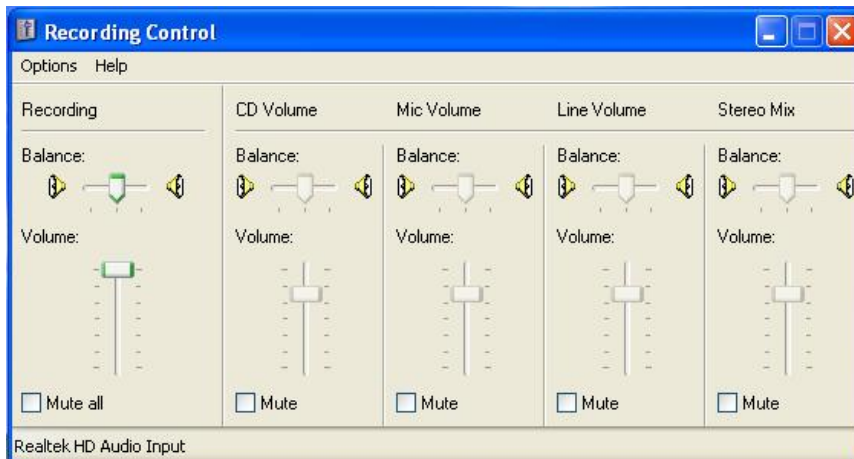 Recording Control
Options Help
Recording CD Volume Mic Volume Line Volume Stereo Mix
Balance: Balance: Balance: Balance: Balance:
Volume: Volume: Volume: Volume: Volume:
Mute all Mute Mute Mute Mute
Realtek HD Audio Input